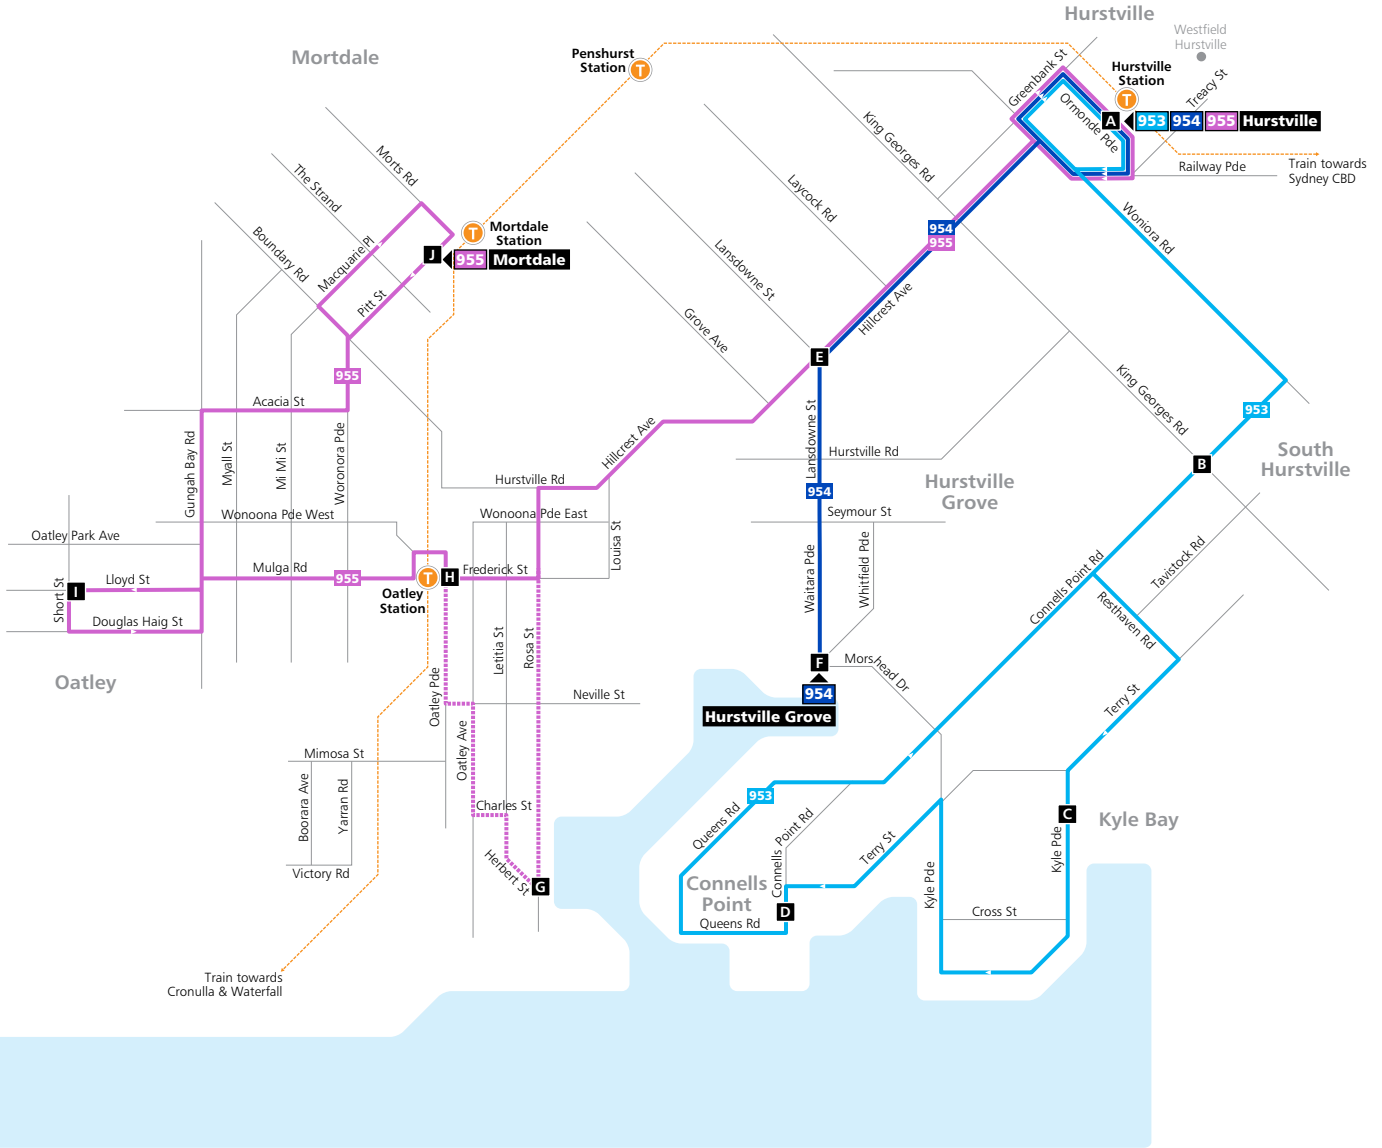 Hurstville
Westfield
Hurstville
Mortdale
Penshurst
Station
Hurstville
Station
Greenbank St
Treacy St
Ormonde Pde
A
953
954
955
Hurstville
King Georges Rd
Railway Pde
Train towards
Sydney CBD
Morts Rd
The Strand
Laycock Rd
Woniora Rd
Mortdale
Station
954
955
Boundary Rd
Macquarie Pl
J
955
Mortdale
Lansdowne St
Pitt St
Hillcrest Ave
Grove Ave
E
955
King Georges Rd
Acacia St
953
Lansdowne St
Hillcrest Ave
Gungah Bay Rd
Myall St
Mi Mi St
Woronora Pde
Hurstville Rd
B
South
Hurstville
Hurstville Rd
954
Hurstville
Grove
Wonoona Pde West
Wonoona Pde East
Seymour St
Oatley Park Ave
Louisa St
Waitara Pde
Whitfield Pde
Tavistock Rd
Connells Point Rd
Mulga Rd
955
T
H
Frederick St
Lloyd St
Short St
I
Oatley
Station
Resthaven Rd
Douglas Haig St
Letitia St
Rosa St
F
Morshead Dr
Oatley
Oatley Pde
954
Neville St
Terry St
Hurstville Grove
Oatley Ave
Mimosa St
953
Boorara Ave
Yarran Rd
Charles St
Queens Rd
Connells
Point Rd
Terry St
C
Kyle Bay
Kyle Pde
Victory Rd
Herbert St
G
Connells
Point
Kyle Pde
D
Cross St
Queens Rd
Train towards
Cronulla & Waterfall
T
T
T